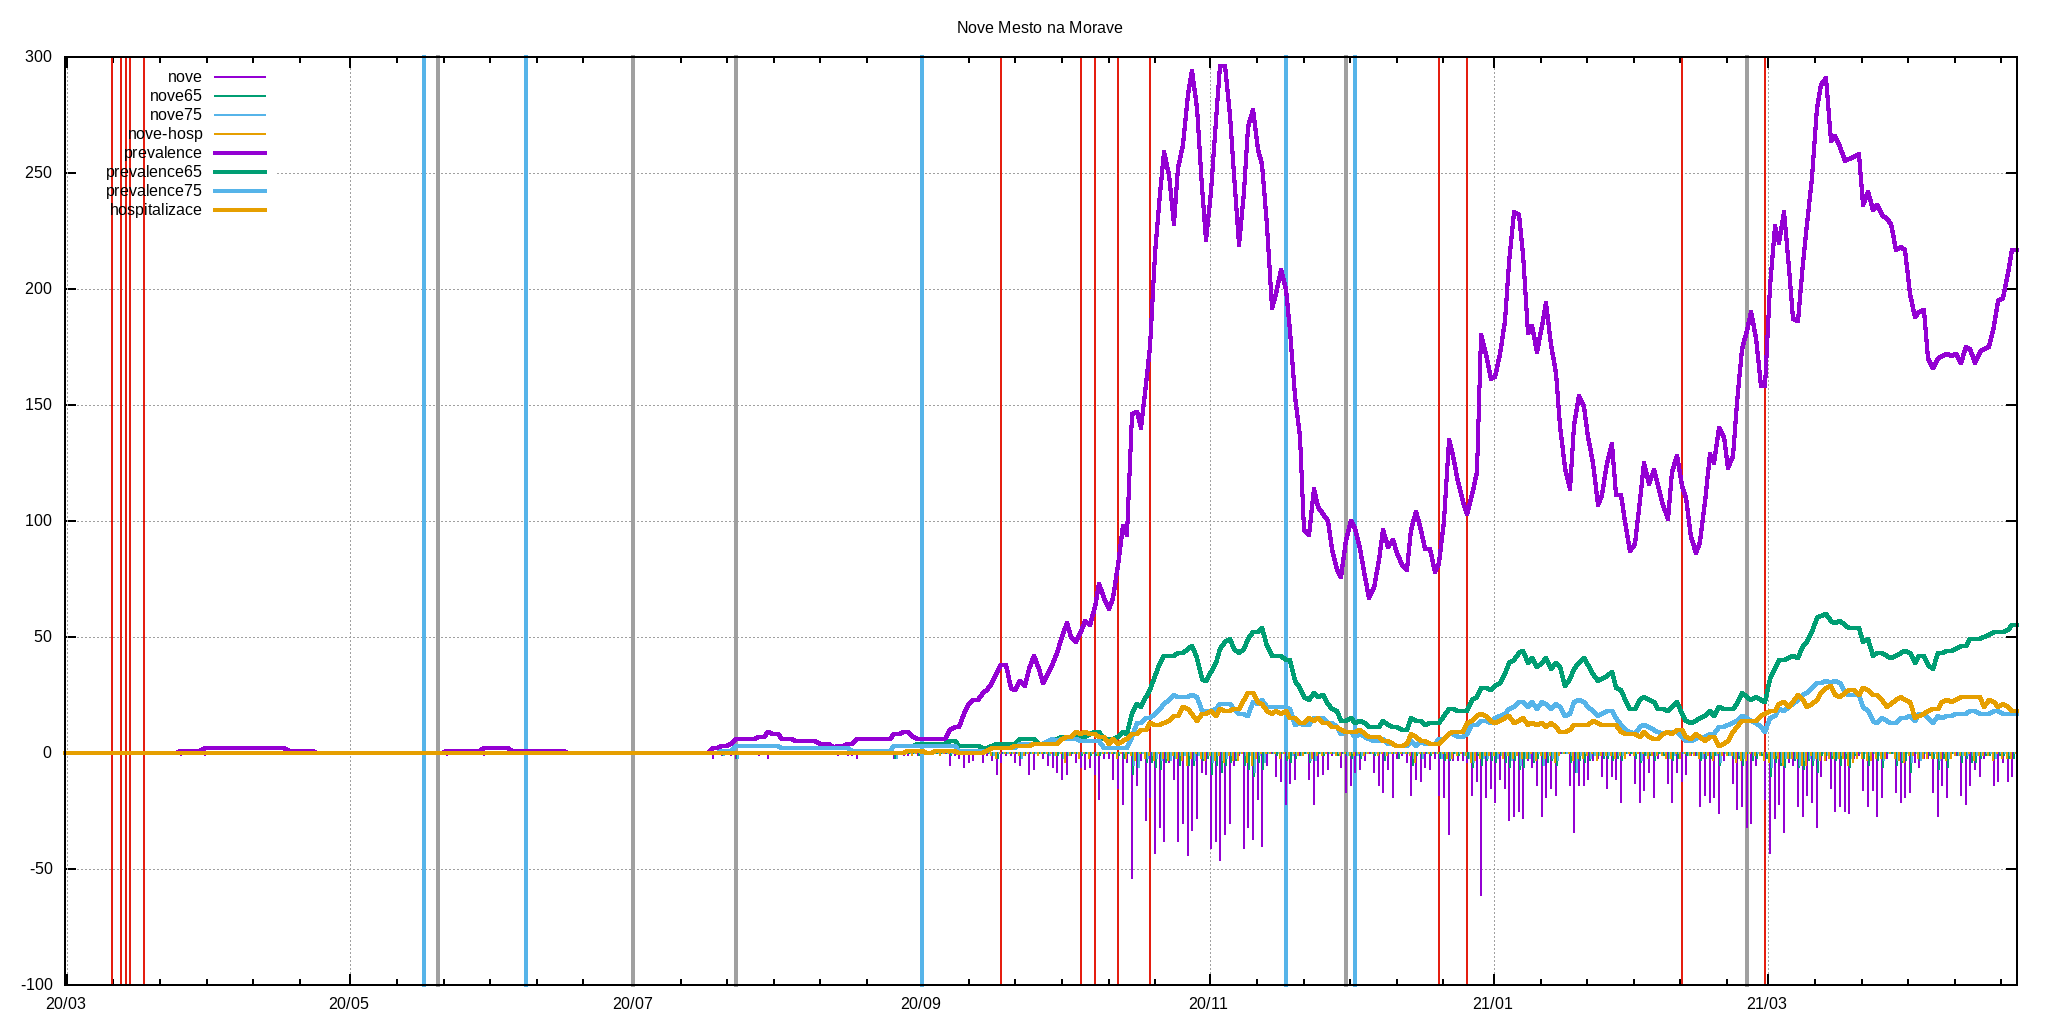 Nove Mesto na Morave
300
250
200
150
100
50
0
-50
-100
nove
nove65
nove75
nove-hosp
prevalence
prevalence65
prevalence75
hospitalizace
20/03 20/05 20/07 20/09 20/11 21/01 21/03